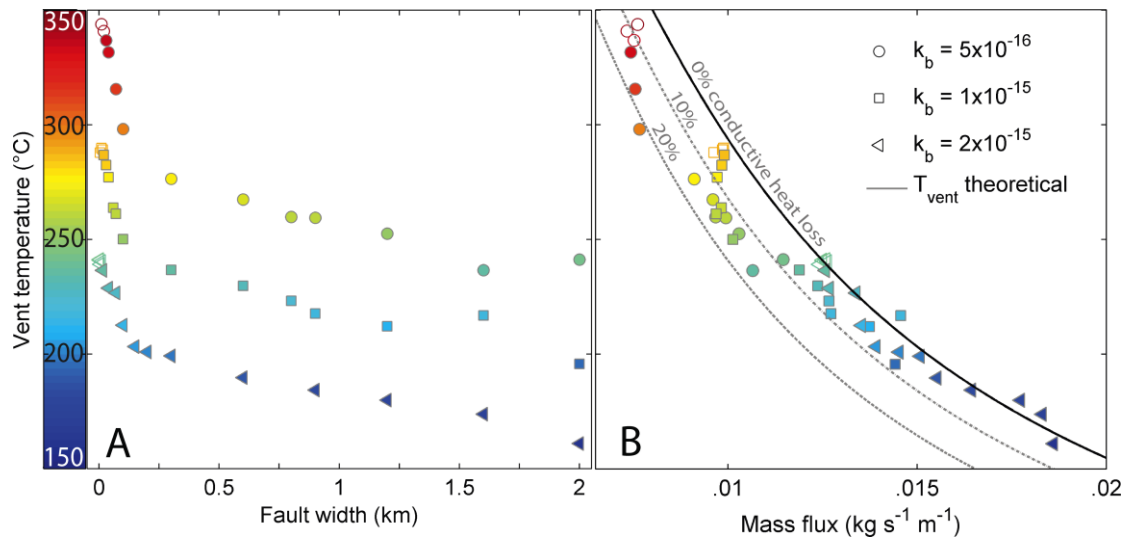 350
300
250
200
150
Vent temperature (°C)
A
0
0.5
1
1.5
2
Fault width (km)
0% conductive heat loss
10%
20%
k_b = 5x10^-16
k_b = 1x10^-15
k_b = 2x10^-15
T_vent theoretical
B
.01
.015
.02
Mass flux (kg s^-1 m^-1)